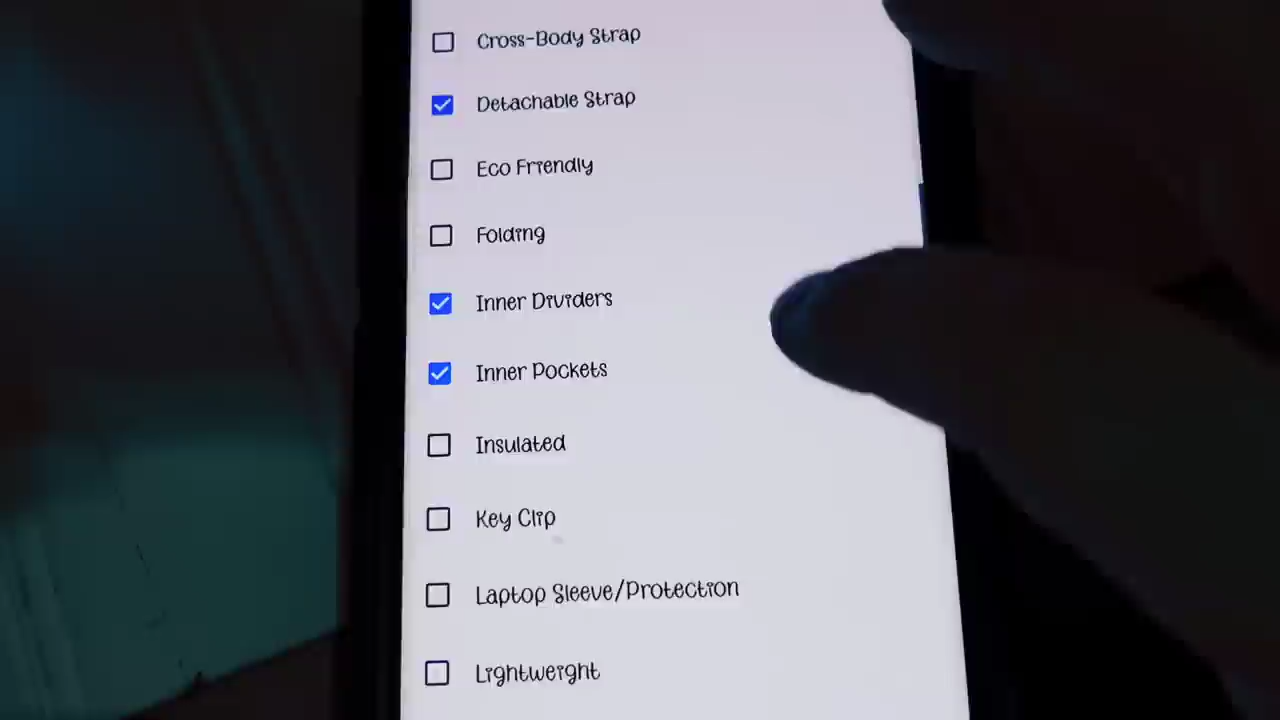 Cross-Body Strap
Detachable Strap
Eco Friendly
Folding
Inner Dividers
Inner Pockets
Insulated
Key Clip
Laptop Sleeve/Protection
Lightweight